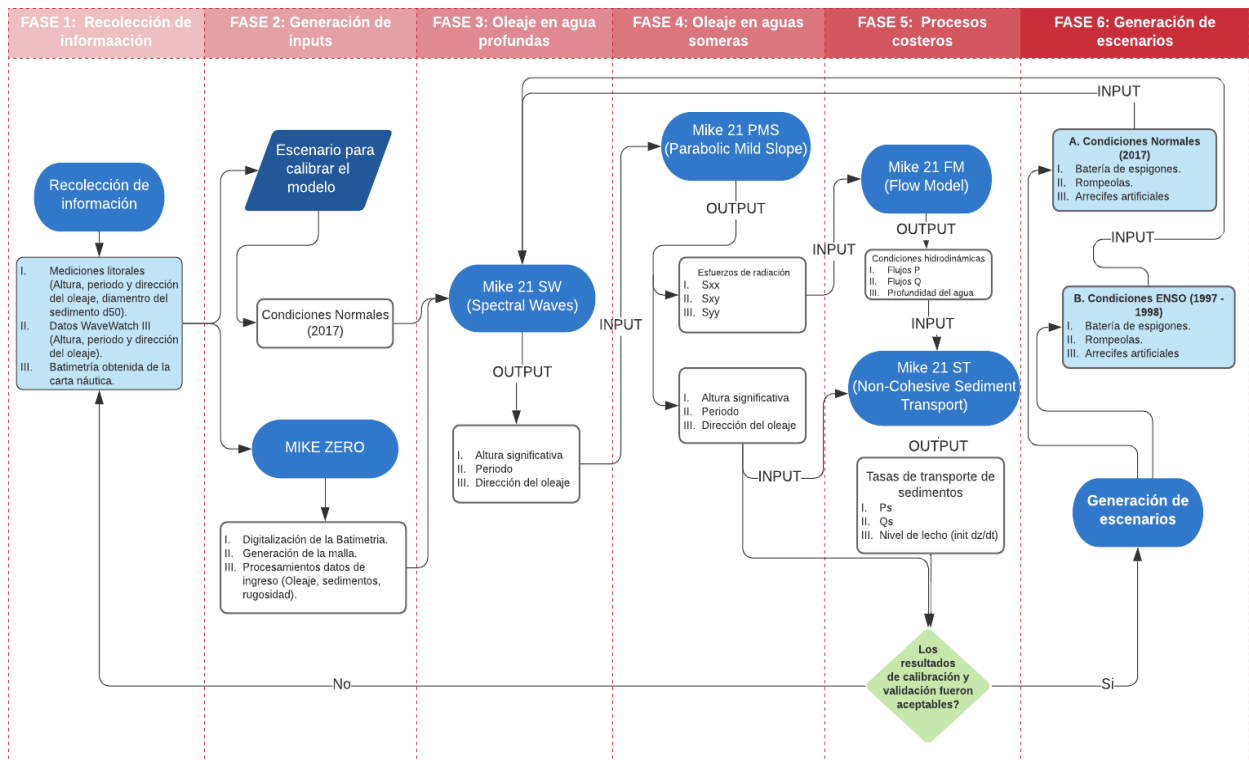 FASE 1: Recolección de
informaación
FASE 2: Generación de
inputs
FASE 3: Oleaje en agua
profundas
FASE 4: Oleaje en aguas
someras
FASE 5: Procesos
costeros
FASE 6: Generación de
escenarios
Recolección de
información
I. Mediciones litorales
(Altura, periodo y dirección
del oleaje, diamentro del
sedimento d50).
II. Datos WaveWatch III
(Altura, periodo y dirección
del oleaje).
III. Batimetría obtenida de la
carta náutica.
Escenario para
calibrar el
modelo
Condiciones Normales
(2017)
MIKE ZERO
I. Digitalización de la Batimetria.
II. Generación de la malla.
III. Procesamientos datos de
ingreso (Oleaje, sedimentos,
rugosidad).
Mike 21 SW
(Spectral Waves)
OUTPUT
I. Altura significativa
II. Periodo
III. Dirección del oleaje
INPUT
Mike 21 PMS
(Parabolic Mild Slope)
OUTPUT
Esfuerzos de radiación
I. Sxx
II. Sxy
III. Syy
I. Altura significativa
II. Periodo
III. Dirección del oleaje
INPUT
INPUT
Mike 21 FM
(Flow Model)
OUTPUT
Condiciones hidrodinámicas
I. Flujos P
II. Flujos Q
III. Profundidad del agua
INPUT
Mike 21 ST
(Non-Cohesive Sediment
Transport)
OUTPUT
Tasas de transporte de
sedimentos
I. Ps
II. Qs
III. Nivel de lecho (init dz/dt)
Los
resultados
de calibración y
validación fueron
aceptables?
No
Si
INPUT
A. Condiciones Normales
(2017)
I. Batería de espigones.
II. Rompeolas.
III. Arrecifes artificiales
INPUT
B. Condiciones ENSO (1997 -
1998)
I. Batería de espigones.
II. Rompeolas.
III. Arrecifes artificiales
Generación de
escenarios